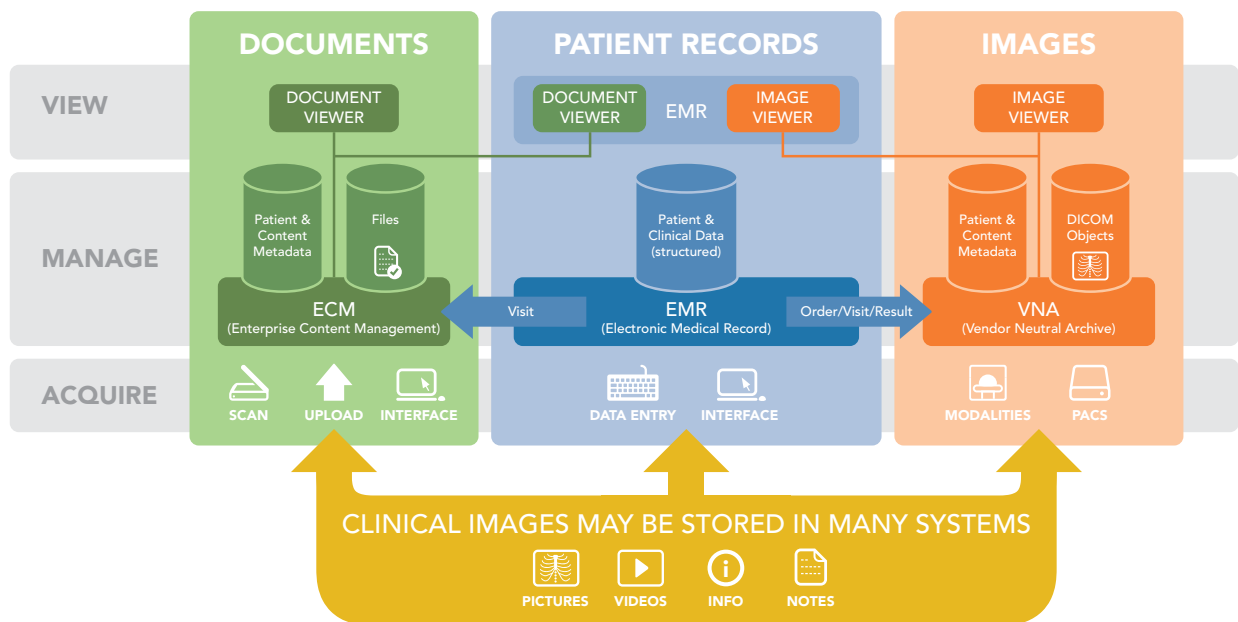 DOCUMENTS
PATIENT RECORDS
IMAGES
VIEW
DOCUMENT
VIEWER
DOCUMENT
VIEWER
EMR
IMAGE
VIEWER
IMAGE
VIEWER
MANAGE
Patient &
Content
Metadata
Files
Patient &
Clinical Data
(structured)
Patient &
Content
Metadata
DICOM
Objects
ECM
(Enterprise Content Management)
Visit
EMR
(Electronic Medical Record)
Order/Visit/Result
VNA
(Vendor Neutral Archive)
ACQUIRE
SCAN
UPLOAD
INTERFACE
DATA ENTRY
INTERFACE
MODALITIES
PACS
CLINICAL IMAGES MAY BE STORED IN MANY SYSTEMS
PICTURES
VIDEOS
INFO
NOTES